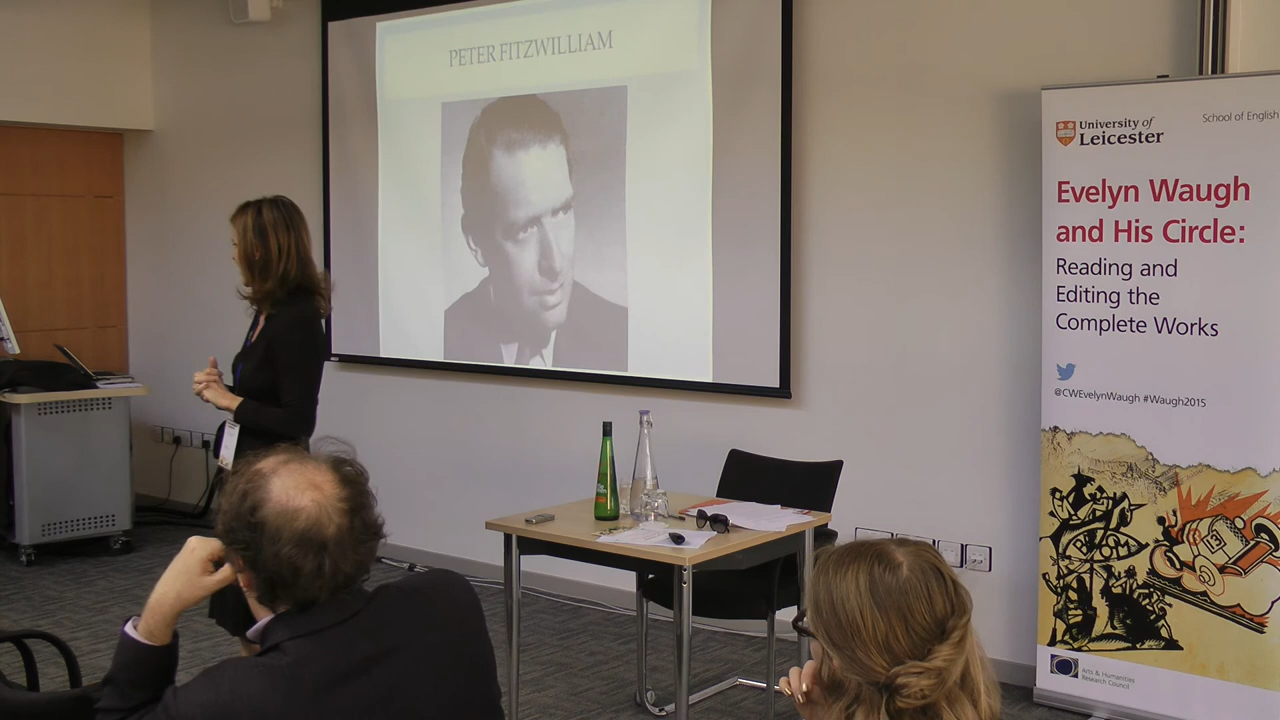 PETER FITZWILLIAM
University of
Leicester
School of English
Evelyn Waugh
and His Circle:
Reading and
Editing the
Complete Works
@CWEvelynWaugh #Waugh2015
Arts & Humanities
Research Council